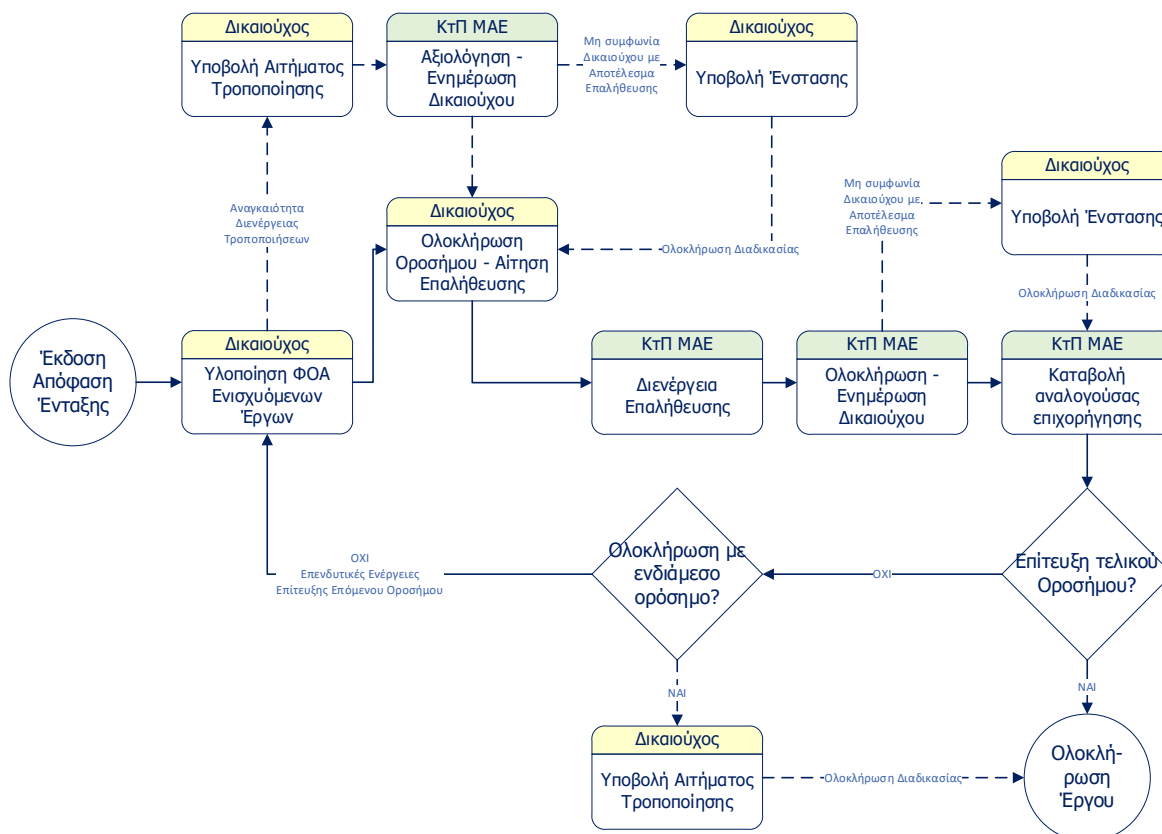 Δικαιούχος
Υποβολή Αιτήματος
Τροποποίησης
ΚτΠ ΜΑΕ
Αξιολόγηση -
Ενημέρωση
Δικαιούχου
Μη συμφωνία
Δικαιούχου με
Αποτέλεσμα
Επαλήθευσης
Δικαιούχος
Υποβολή Ένστασης
Δικαιούχος
Υποβολή Ένστασης
Μη συμφωνία
Δικαιούχου με
Αποτέλεσμα
Επαλήθευσης
Αναγκαιότητα
Διενέργειας
Τροποποιήσεων
Δικαιούχος
Ολοκλήρωση
Οροσήμου - Αίτηση
Επαλήθευσης
Ολοκλήρωση Διαδικασίας
Ολοκλήρωση Διαδικασίας
Έκδοση
Απόφαση
Ένταξης
Δικαιούχος
Υλοποίηση ΦΟΑ
Ενισχυόμενων
Έργων
ΚτΠ ΜΑΕ
Διενέργεια
Επαλήθευσης
ΚτΠ ΜΑΕ
Ολοκλήρωση -
Ενημέρωση
Δικαιούχου
ΚτΠ ΜΑΕ
Καταβολή
αναλογούσας
επιχορήγησης
ΟΧΙ
Επενδυτικές Ενέργειες
Επίτευξης Επόμενου Οροσήμου
Ολοκλήρωση με
ενδιάμεσο
ορόσημο?
ΟΧΙ
Επίτευξη τελικού
Οροσήμου?
ΝΑΙ
ΝΑΙ
Δικαιούχος
Υποβολή Αιτήματος
Τροποποίησης
Ολοκλήρωση Διαδικασίας
Ολοκλή-
ρωση
Έργου